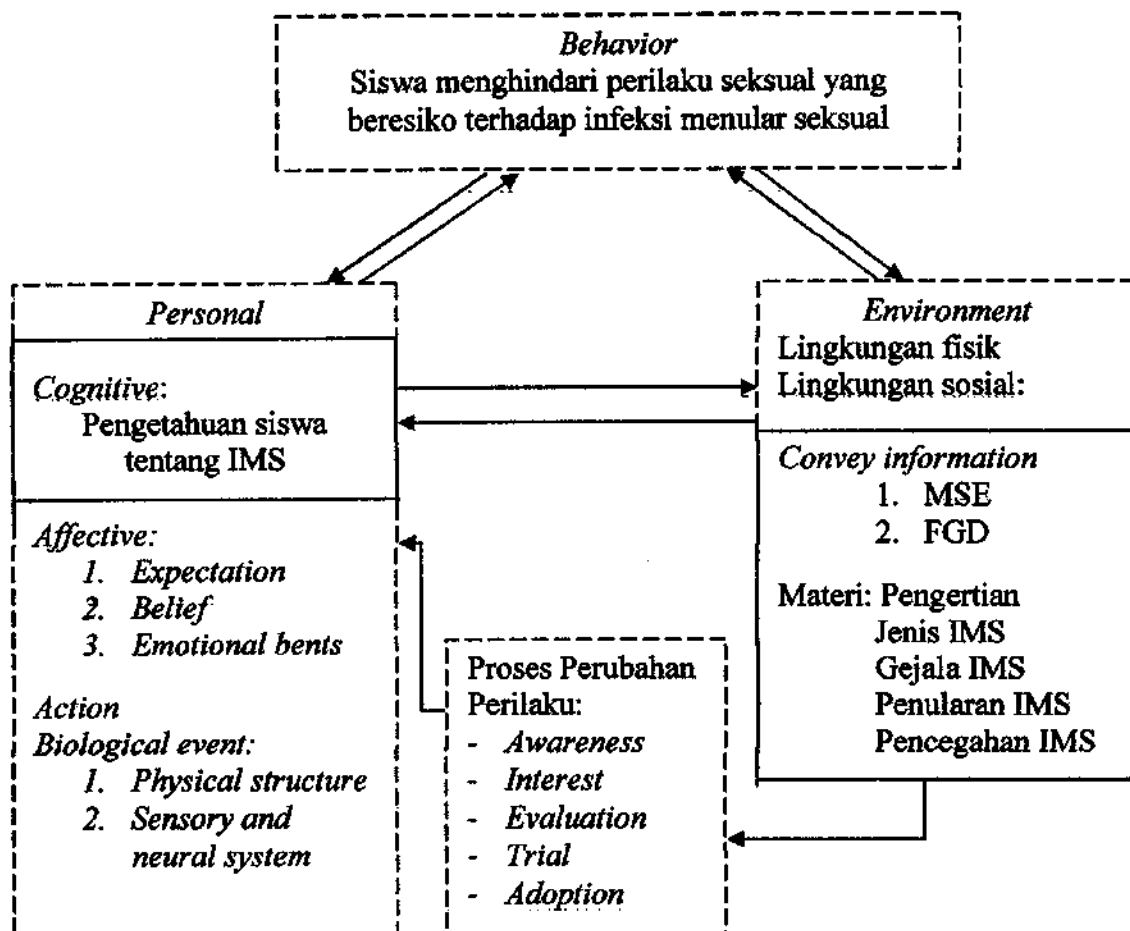 Behavior
Siswa menghindari perilaku seksual yang
beresiko terhadap infeksi menular seksual
Personal
Cognitive:
Pengetahuan siswa
tentang IMS
Affective:
1. Expectation
2. Belief
3. Emotional bents
Action
Biological event:
1. Physical structure
2. Sensory and
neural system
Proses Perubahan
Perilaku:
- Awareness
- Interest
- Evaluation
- Trial
- Adoption
Environment
Lingkungan fisik
Lingkungan sosial:
Convey information
1. MSE
2. FGD
Materi: Pengertian
Jenis IMS
Gejala IMS
Penularan IMS
Pencegahan IMS